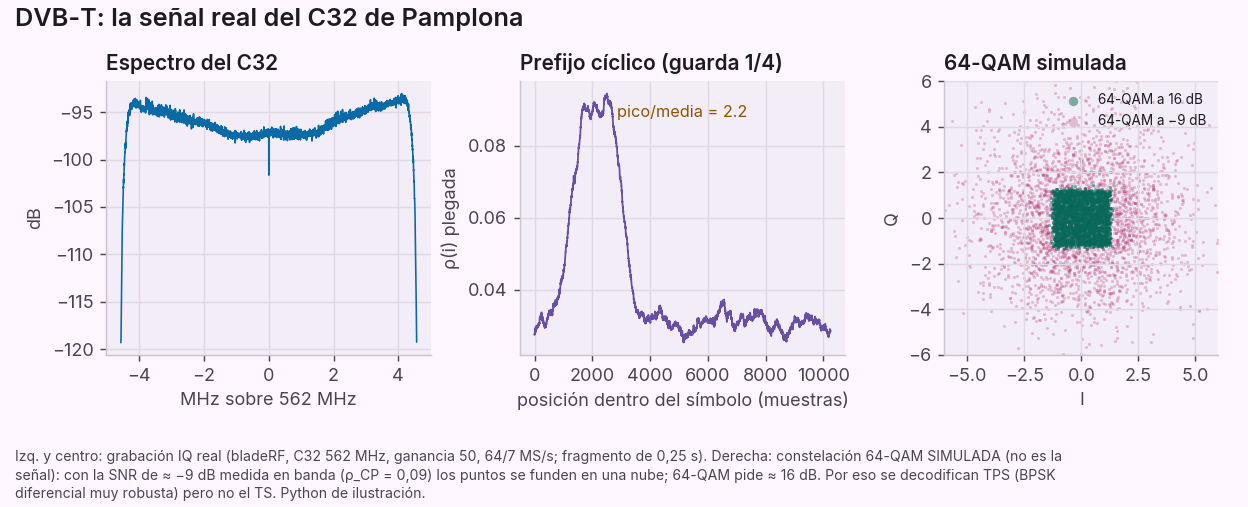 DVB-T: la señal real del C32 de Pamplona
Espectro del C32
−95
−100
−105
−110
−115
−120
dB
−4
−2
0
2
4
MHz sobre 562 MHz
Prefijo cíclico (guarda 1/4)
pico/media = 2.2
0.08
0.06
0.04
ρ(i) plegada
0
2000
4000
6000
8000
10000
posición dentro del símbolo (muestras)
64-QAM simulada
64-QAM a 16 dB
64-QAM a −9 dB
6
4
2
0
−2
−4
−6
Q
−5.0
−2.5
0.0
2.5
5.0
I
Izq. y centro: grabación IQ real (bladeRF, C32 562 MHz, ganancia 50, 64/7 MS/s; fragmento de 0,25 s). Derecha: constelación 64-QAM SIMULADA (no es la
señal): con la SNR de ≈ −9 dB medida en banda (ρ_CP = 0,09) los puntos se funden en una nube; 64-QAM pide ≈ 16 dB. Por eso se decodifican TPS (BPSK
diferencial muy robusta) pero no el TS. Python de ilustración.